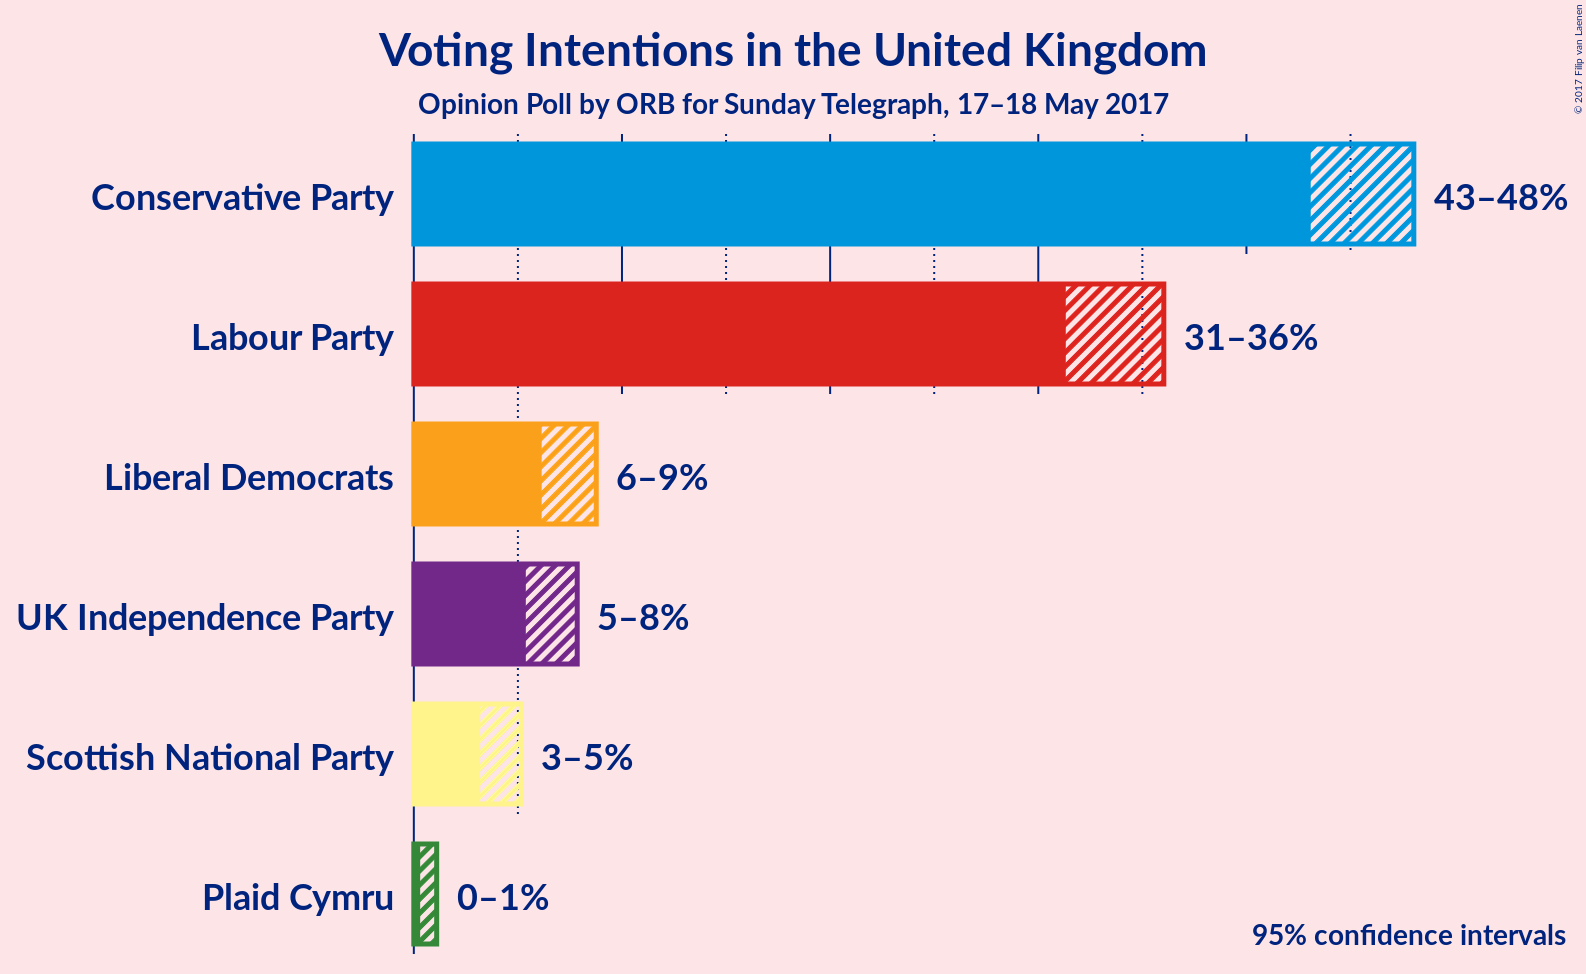 Voting Intentions in the United Kingdom
Opinion Poll by ORB for Sunday Telegraph, 17–18 May 2017
Conservative Party 43–48%
Labour Party 31–36%
Liberal Democrats 6–9%
UK Independence Party 5–8%
Scottish National Party 3–5%
Plaid Cymru 0–1%
95% confidence intervals
© 2017 Filip van Laenen